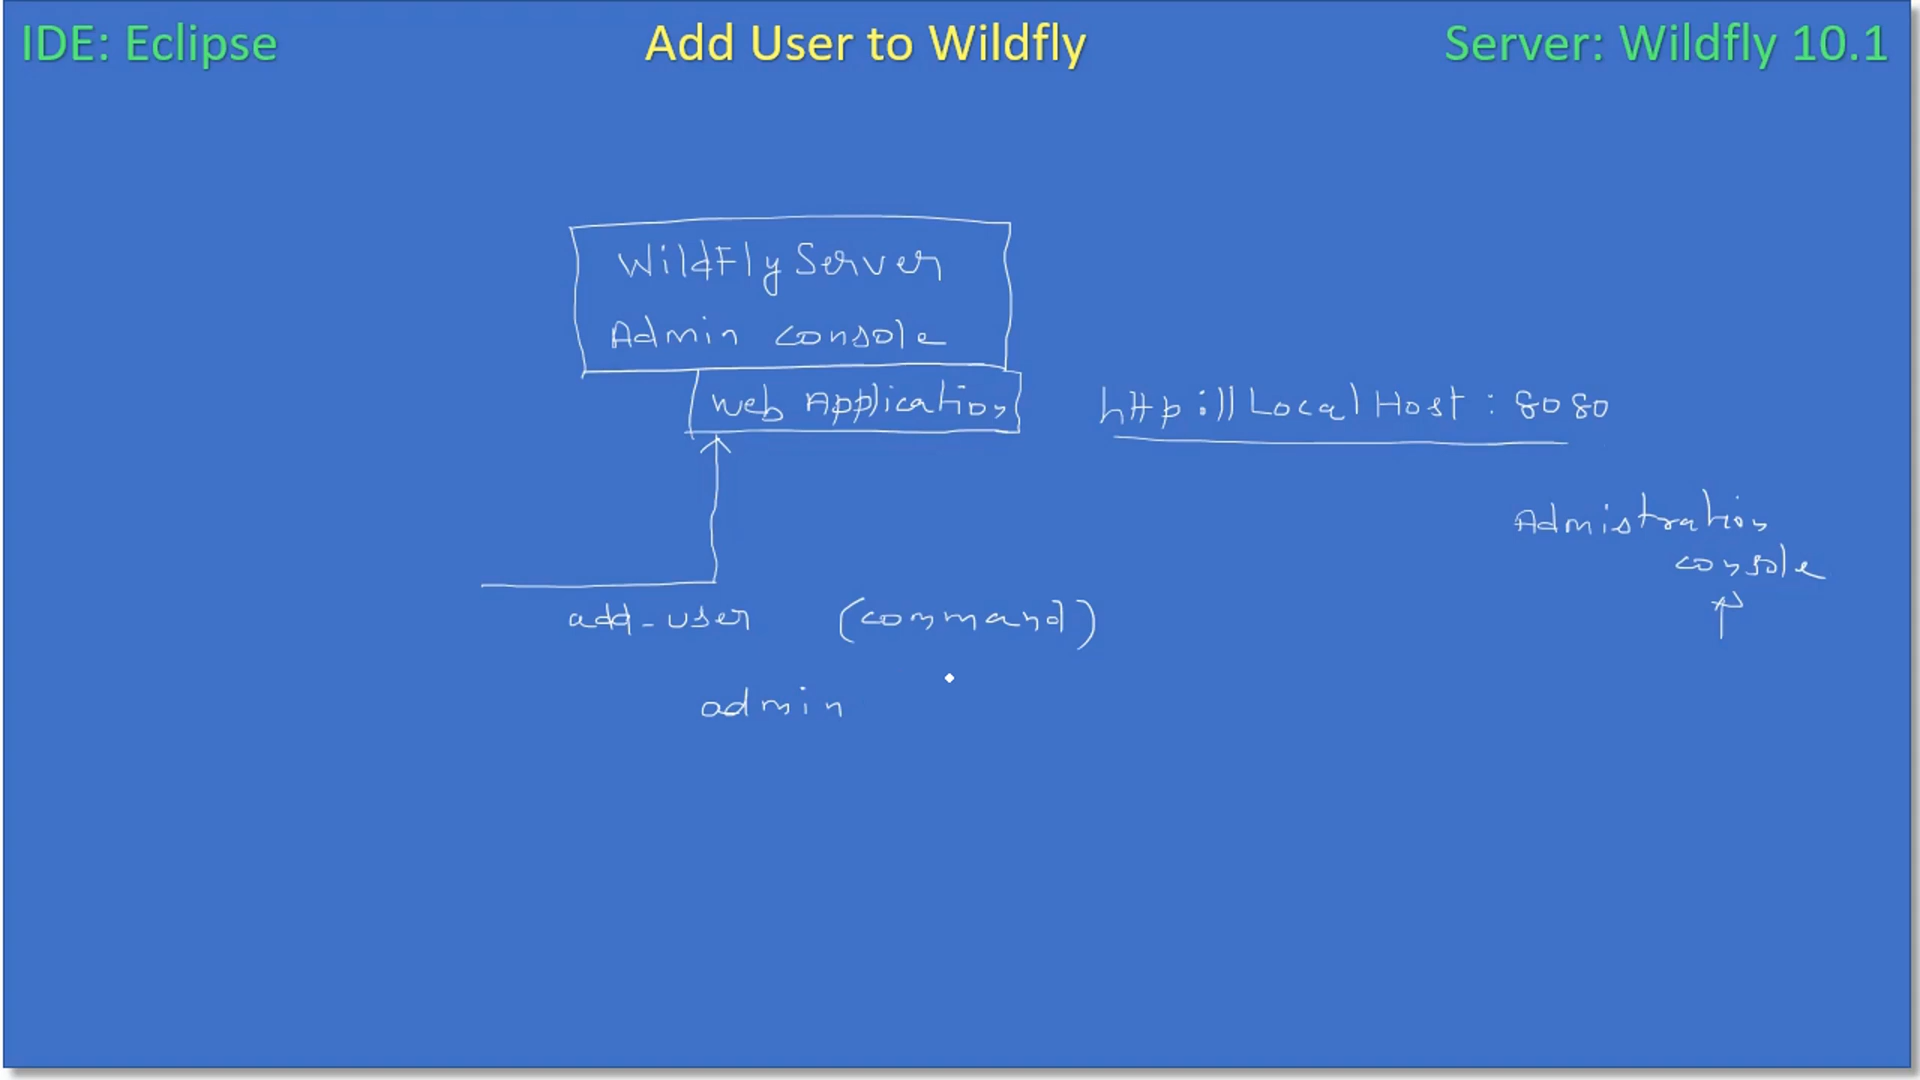 IDE: Eclipse
Add User to Wildfly
Server: Wildfly 10.1
WildFly Server
Admin console
Web Application
http://LocalHost:8080
Admistration
console
add-user (command)
admin